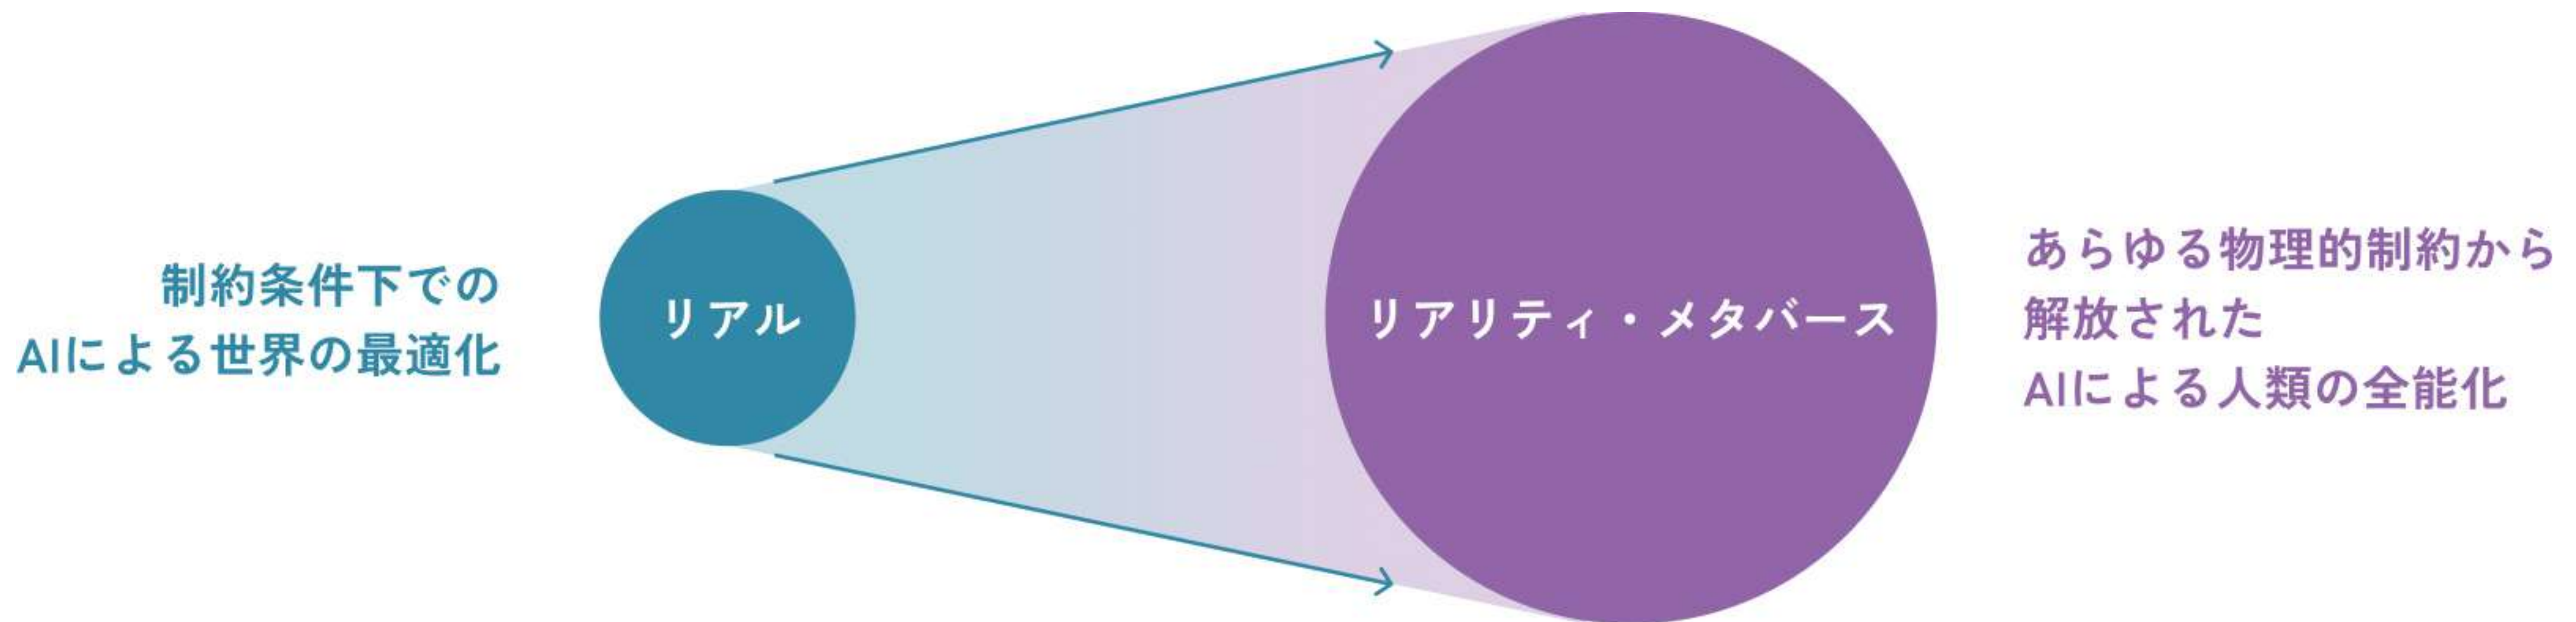 制約条件下での
AIによる世界の最適化
リアル
リアリティ・メタバース
あらゆる物理的制約から
解放された
AIによる人類の全能化